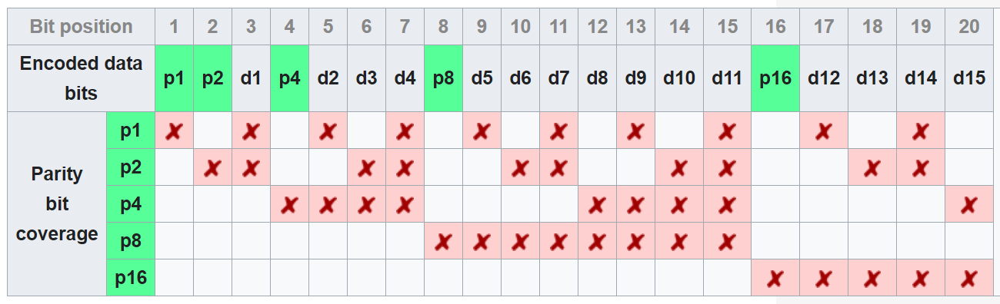 Bit position 1 2 3 4 5 6 7 8 9 10 11 12 13 14 15 16 17 18 19 20
Encoded data
bits
p1 p2 d1 p4 d2 d3 d4 p8 d5 d6 d7 d8 d9 d10 d11 p16 d12 d13 d14 d15
Parity
bit
coverage
p1 ✘ ✘ ✘ ✘ ✘ ✘ ✘ ✘ ✘ ✘
p2 ✘ ✘ ✘ ✘ ✘ ✘ ✘ ✘ ✘ ✘
p4 ✘ ✘ ✘ ✘ ✘ ✘ ✘ ✘ ✘
p8 ✘ ✘ ✘ ✘ ✘ ✘ ✘ ✘
p16 ✘ ✘ ✘ ✘ ✘